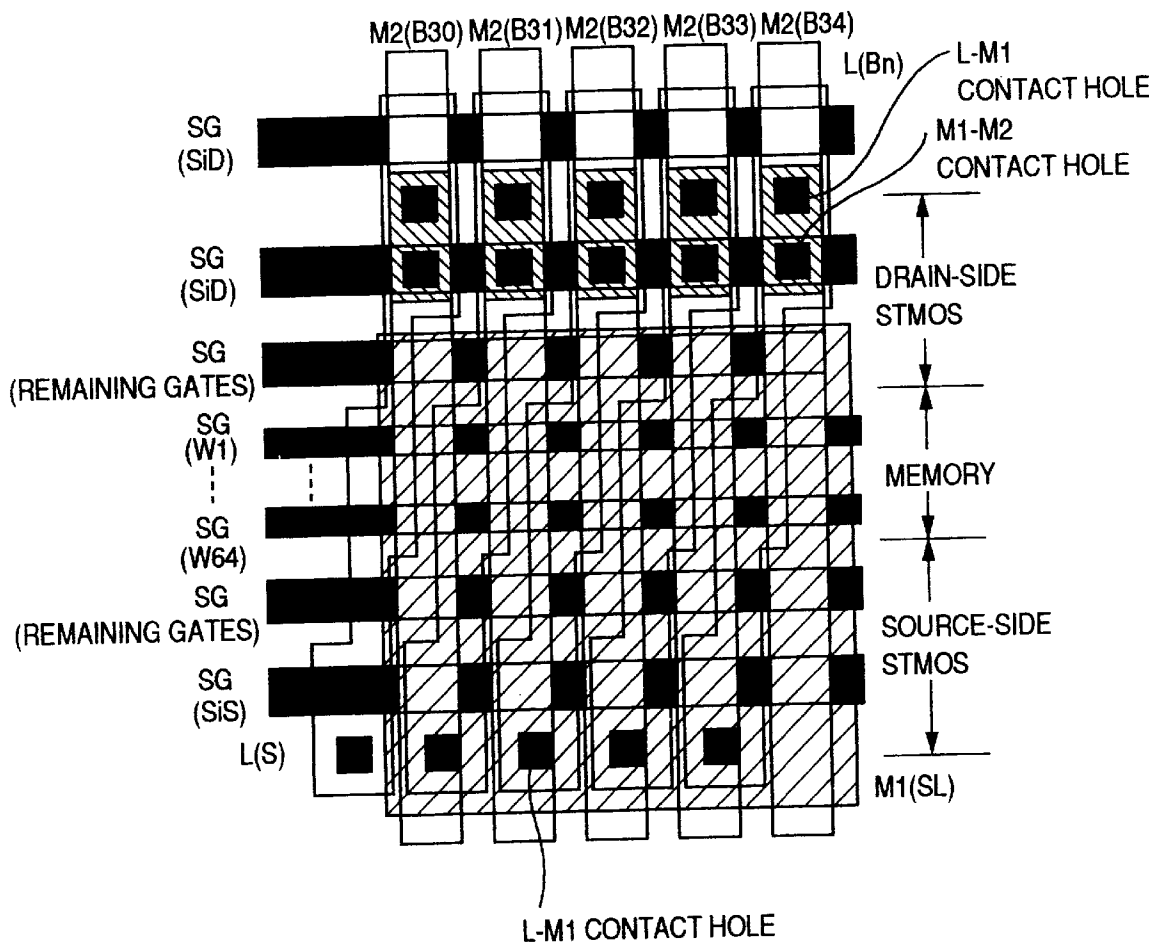 M2(B30) M2(B31) M2(B32) M2(B33) M2(B34)
L(Bn)
L-M1
CONTACT HOLE
M1-M2
CONTACT HOLE
SG
(SiD)
SG
(SiD)
DRAIN-SIDE
STMOS
SG
(REMAINING GATES)
SG
(W1)
MEMORY
SG
(W64)
SG
(REMAINING GATES)
SOURCE-SIDE
STMOS
SG
(SiS)
L(S)
M1(SL)
L-M1 CONTACT HOLE